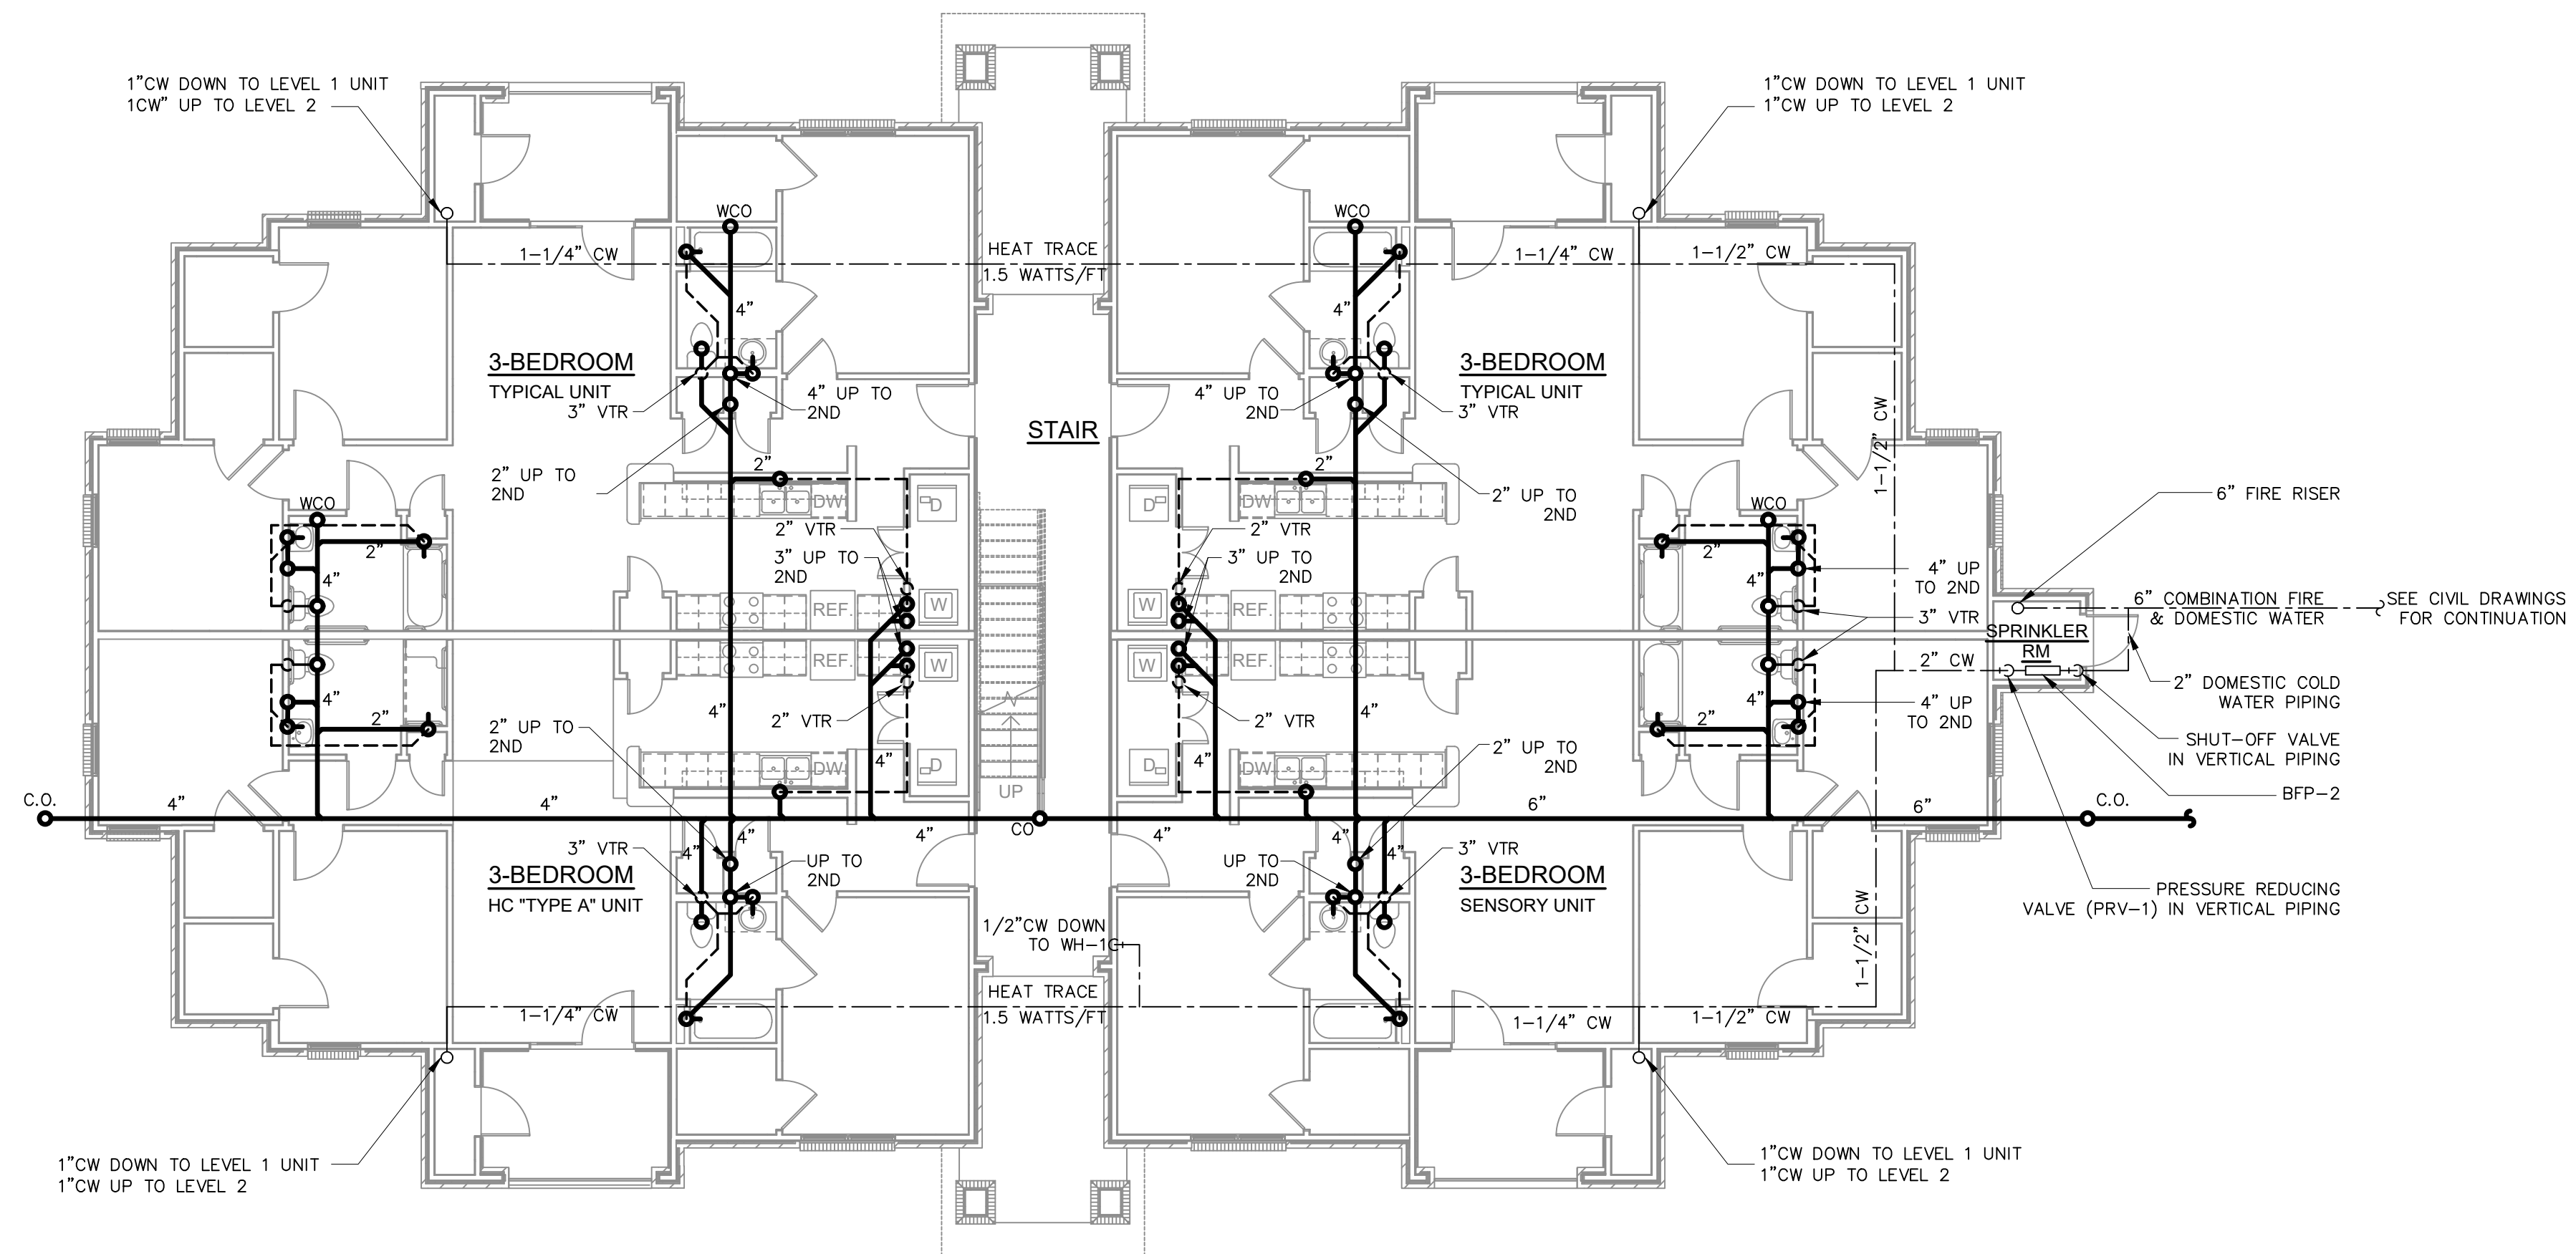 1"CW DOWN TO LEVEL 1 UNIT
1CW" UP TO LEVEL 2
1"CW DOWN TO LEVEL 1 UNIT
1"CW UP TO LEVEL 2
WCO
WCO
1-1/4" CW
HEAT TRACE
1.5 WATTS/FT
1-1/4" CW
1-1/2" CW
4"
4"
3-BEDROOM
TYPICAL UNIT
3" VTR
4" UP TO
2ND
4" UP TO
2ND
3" VTR
3-BEDROOM
TYPICAL UNIT
STAIR
1-1/2" CW
2" UP TO
2ND
2"
2"
2" UP TO
2ND
6" FIRE RISER
WCO
DW
D
D
DW
WCO
2" VTR
2" VTR
2"
3" UP TO
2ND
3" UP TO
2ND
2"
4"
4"
4" UP
TO 2ND
REF.
W
W
REF.
6" COMBINATION FIRE
& DOMESTIC WATER
SEE CIVIL DRAWINGS
FOR CONTINUATION
3" VTR
SPRINKLER
RM
REF.
W
W
REF.
2" CW
2" DOMESTIC COLD
WATER PIPING
4"
4"
4" UP
TO 2ND
2"
4"
2" VTR
2" VTR
4"
2"
2" UP TO
2ND
2" UP TO
2ND
SHUT-OFF VALVE
IN VERTICAL PIPING
DW
4"
D
D
4"
DW
UP
BFP-2
C.O.
4"
4"
CO
6"
6"
C.O.
4"
4"
4"
4"
4"
4"
3" VTR
UP TO
2ND
UP TO
2ND
3" VTR
3-BEDROOM
HC "TYPE A" UNIT
3-BEDROOM
SENSORY UNIT
PRESSURE REDUCING
VALVE (PRV-1) IN VERTICAL PIPING
1/2"CW DOWN
TO WH-1
1-1/2" CW
HEAT TRACE
1.5 WATTS/FT
1-1/4" CW
1-1/4" CW
1-1/2" CW
1"CW DOWN TO LEVEL 1 UNIT
1"CW UP TO LEVEL 2
1"CW DOWN TO LEVEL 1 UNIT
1"CW UP TO LEVEL 2